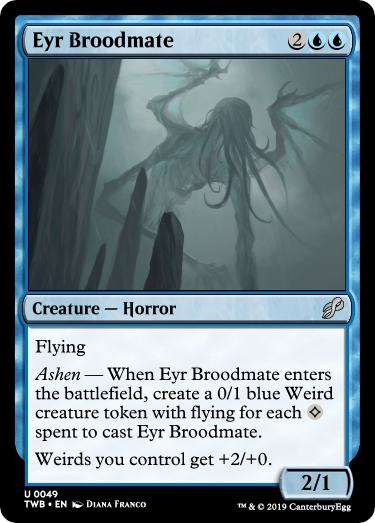 Eyr Broodmate 2
Creature — Horror
Flying
Ashen — When Eyr Broodmate enters
the battlefield, create a 0/1 blue Weird
creature token with flying for each
spent to cast Eyr Broodmate.
Weirds you control get +2/+0.
2/1
U 0049
TWB • EN Diana Franco
™ & © 2019 CanterburyEgg